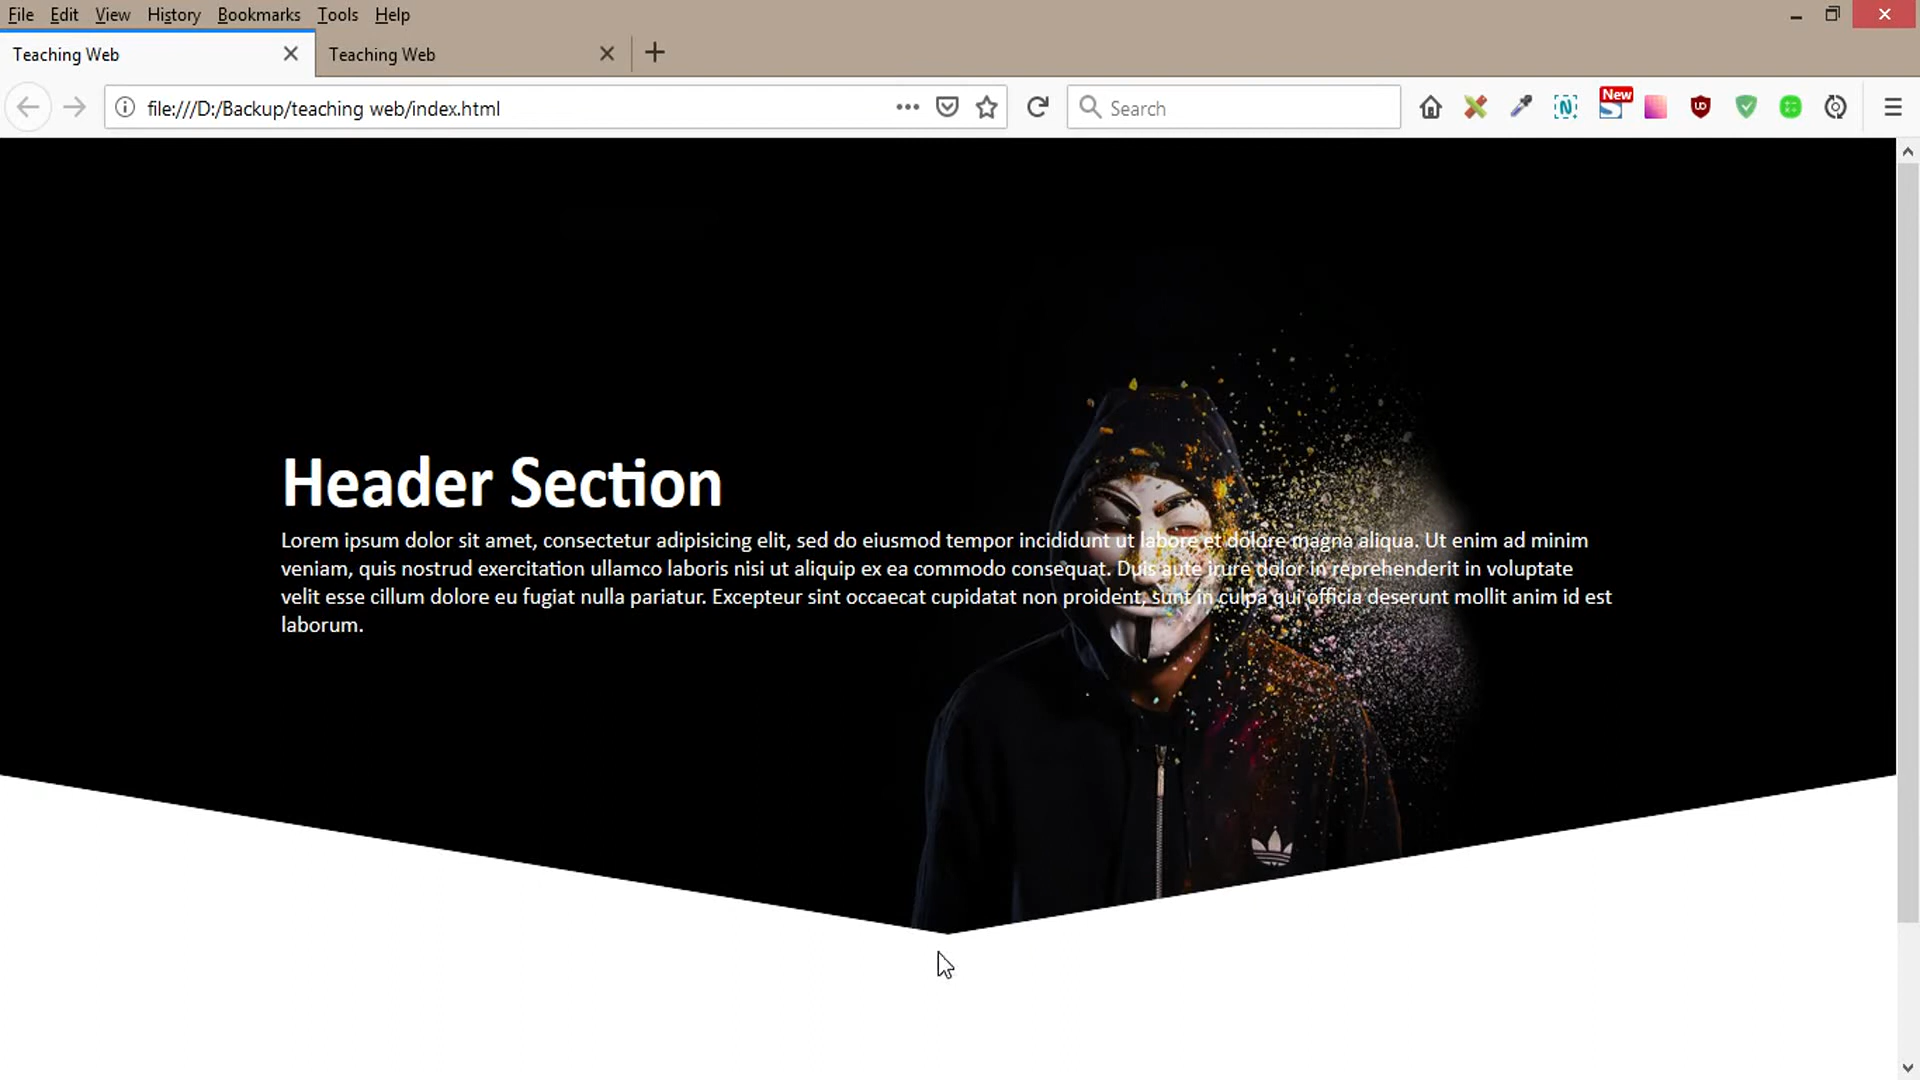 File Edit View History Bookmarks Tools Help
Teaching Web Teaching Web
file:///D:/Backup/teaching web/index.html Search New
Header Section
Lorem ipsum dolor sit amet, consectetur adipisicing elit, sed do eiusmod tempor incididunt ut labore et dolore magna aliqua. Ut enim ad minim
veniam, quis nostrud exercitation ullamco laboris nisi ut aliquip ex ea commodo consequat. Duis aute irure dolor in reprehenderit in voluptate
velit esse cillum dolore eu fugiat nulla pariatur. Excepteur sint occaecat cupidatat non proident, sunt in culpa qui officia deserunt mollit anim id est
laborum.